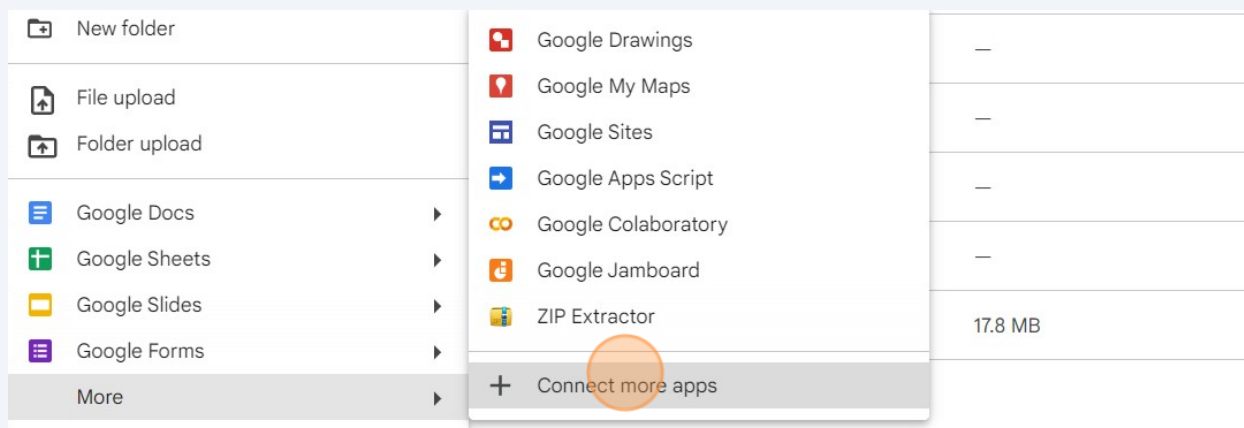 New folder
File upload
Folder upload
Google Docs
Google Sheets
Google Slides
Google Forms
More
Google Drawings
Google My Maps
Google Sites
Google Apps Script
Google Colaboratory
Google Jamboard
ZIP Extractor
Connect more apps
—
—
—
—
17.8 MB